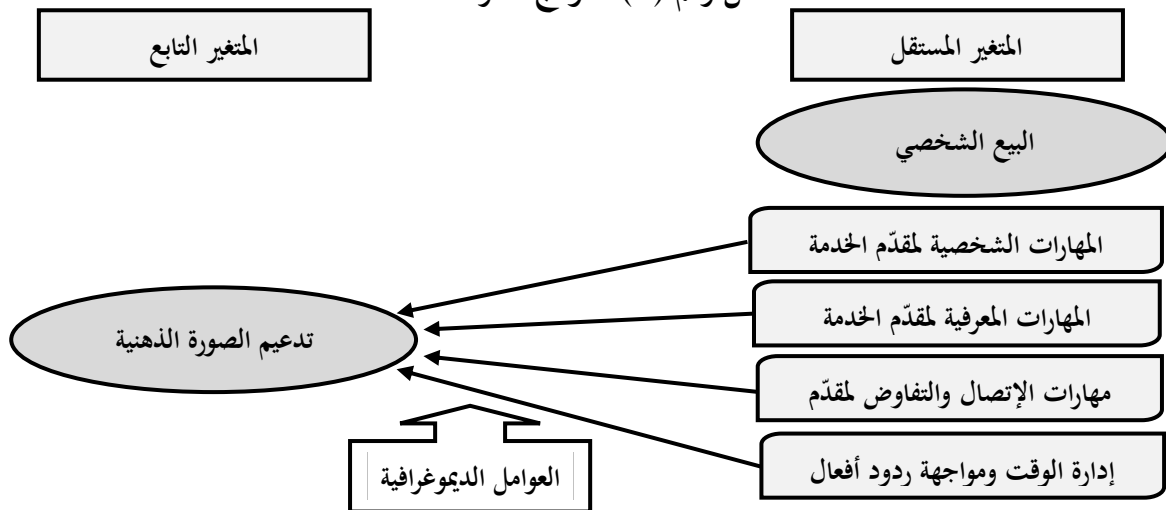 المتغير المستقل
المتغير التابع
البيع الشخصي
المهارات الشخصية لمقدّم الخدمة
المهارات المعرفية لمقدّم الخدمة
تدعيم الصورة الذهنية
مهارات الإتصال والتفاوض لمقدّم
إدارة الوقت ومواجهة ردود أفعال
العوامل الديموغرافية